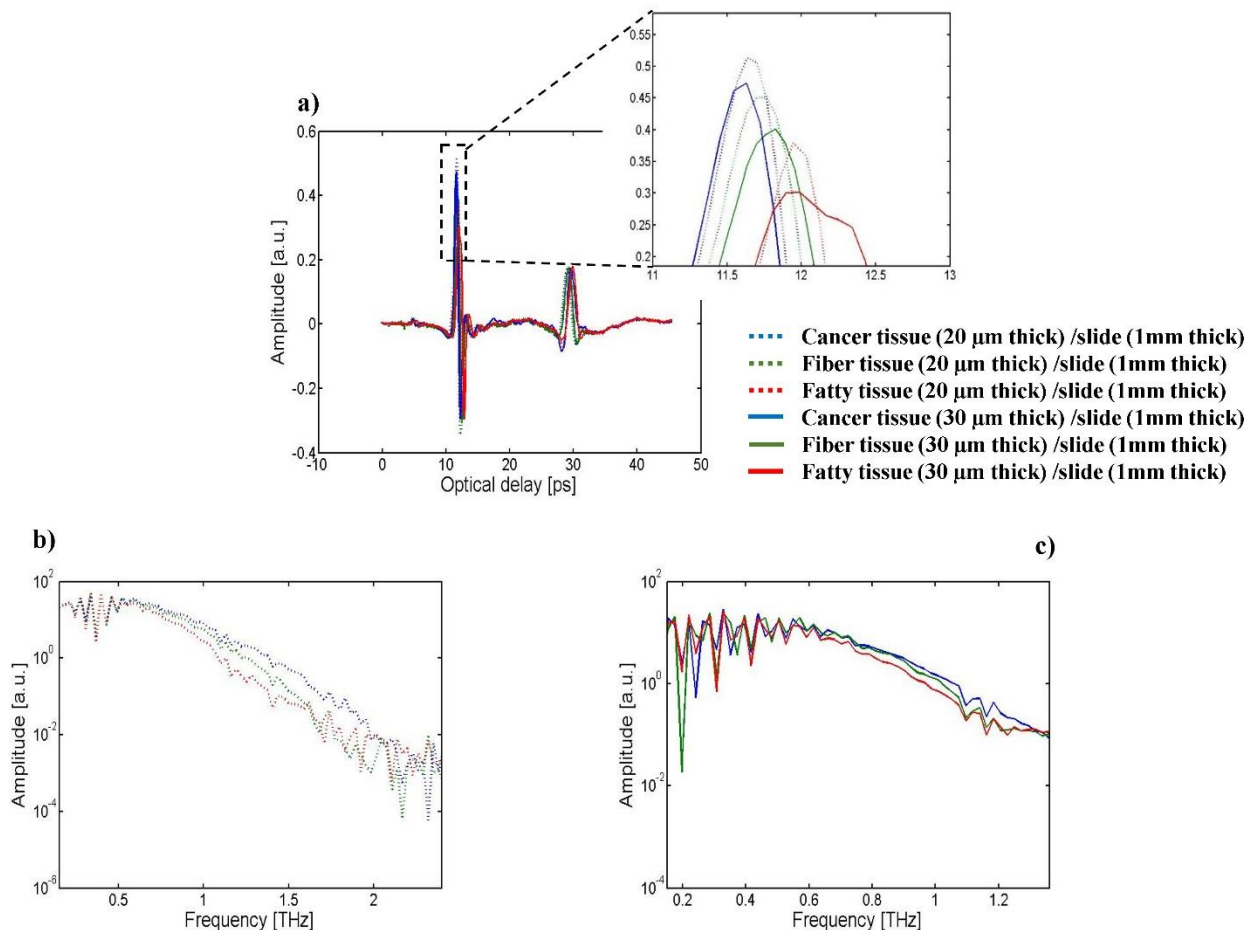 a)
0.6
0.4
0.2
0
-0.2
-0.4
Amplitude [a.u.]
-10 0 10 20 30 40 50
Optical delay [ps]
0.55
0.5
0.45
0.4
0.35
0.3
0.25
0.2
11 11.5 12 12.5 13
Cancer tissue (20 µm thick) /slide (1mm thick)
Fiber tissue (20 µm thick) /slide (1mm thick)
Fatty tissue (20 µm thick) /slide (1mm thick)
Cancer tissue (30 µm thick) /slide (1mm thick)
Fiber tissue (30 µm thick) /slide (1mm thick)
Fatty tissue (30 µm thick) /slide (1mm thick)
b)
10^2
10^0
10^-2
10^-4
10^-6
Amplitude [a.u.]
0.5 1 1.5 2
Frequency [THz]
c)
10^2
10^0
10^-2
10^-4
Amplitude [a.u.]
0.2 0.4 0.6 0.8 1 1.2
Frequency [THz]